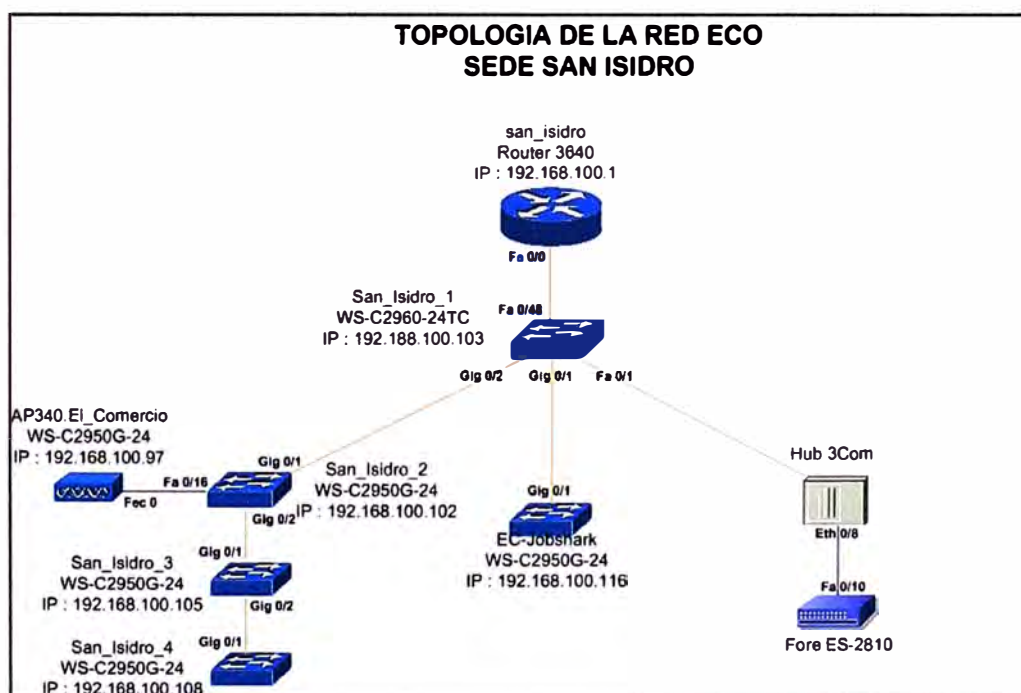 TOPOLOGIA DE LA RED ECO
SEDE SAN ISIDRO
san_isidro
Router 3640
IP : 192.168.100.1
Fa 0/0
San_Isidro_1
WS-C2960-24TC
IP : 192.188.100.103
Fa 0/48
Gig 0/2
Gig 0/1
Fa 0/1
AP340.El_Comercio
WS-C2950G-24
IP : 192.168.100.97
Fec 0
Fa 0/16
Gig 0/1
San_Isidro_2
WS-C2950G-24
IP : 192.168.100.102
Gig 0/2
Gig 0/1
EC-Jobshark
WS-C2950G-24
IP : 192.168.100.116
Hub 3Com
Eth 0/8
Fa 0/10
Fore ES-2810
Gig 0/1
San_Isidro_3
WS-C2950G-24
IP : 192.168.100.105
Gig 0/2
Gig 0/1
San_Isidro_4
WS-C2950G-24
IP : 192.168.100.108